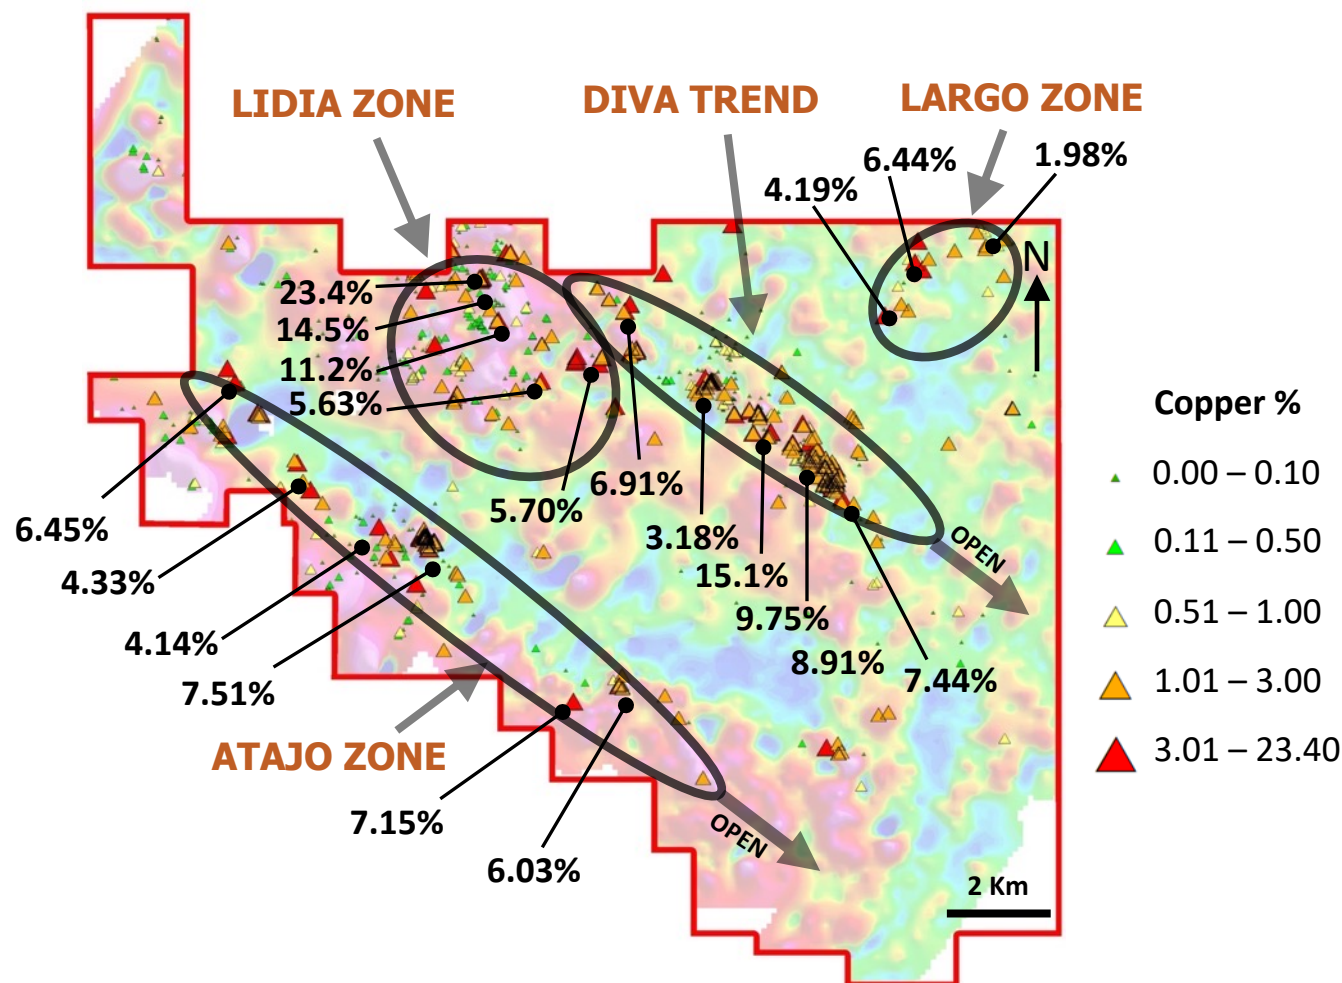 LIDIA ZONE
DIVA TREND
LARGO ZONE
6.44%
1.98%
4.19%
N
23.4%
14.5%
11.2%
5.63%
5.70%
6.91%
3.18%
15.1%
9.75%
8.91%
7.44%
OPEN
6.45%
4.33%
4.14%
7.51%
ATAJO ZONE
7.15%
6.03%
OPEN
2 Km
Copper %
0.00 – 0.10
0.11 – 0.50
0.51 – 1.00
1.01 – 3.00
3.01 – 23.40